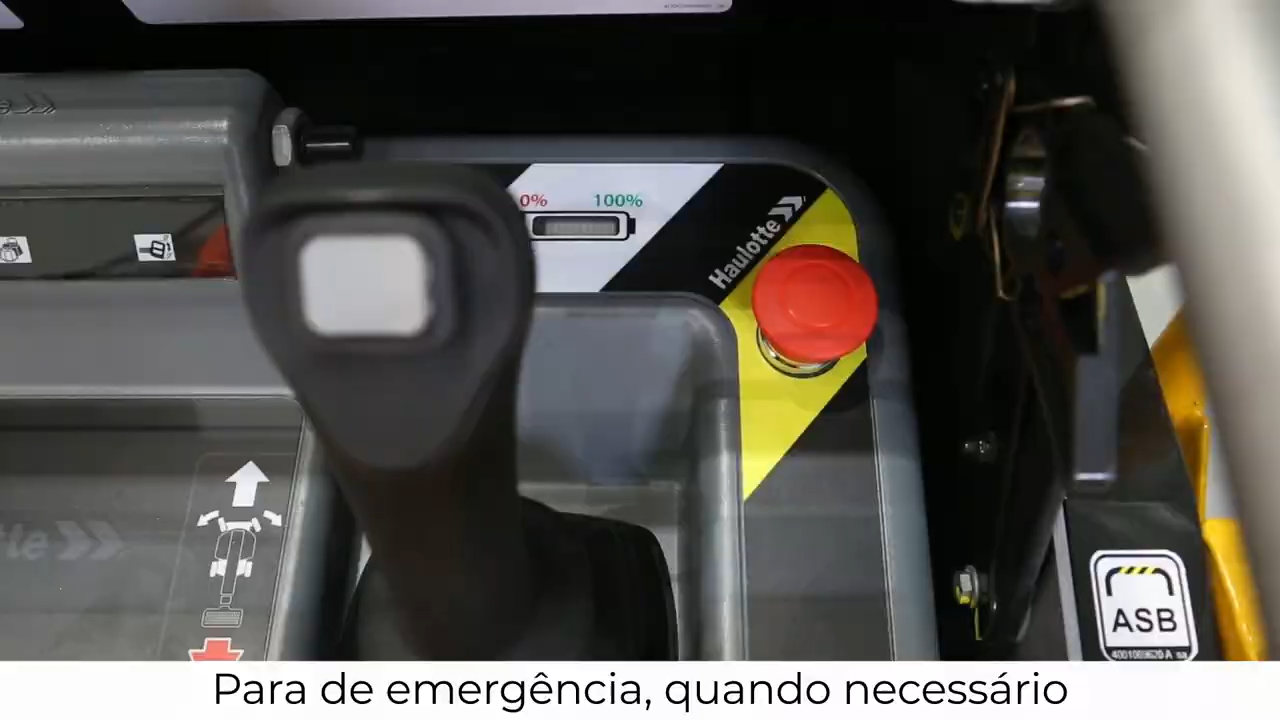 0% 100%
Haulotte
ASB
Para de emergência, quando necessário